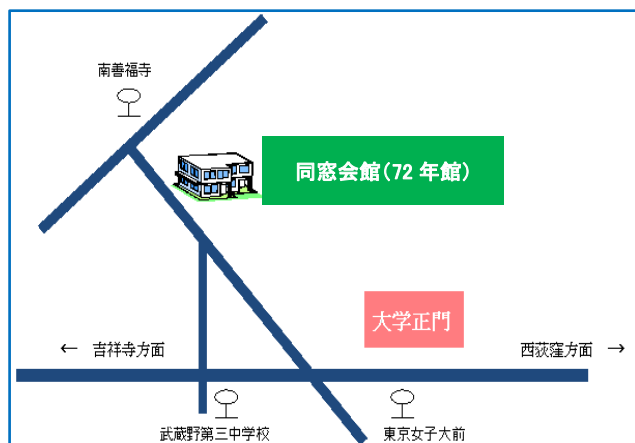 南善福寺
同窓会館(72年館)
大学正門
← 吉祥寺方面
西荻窪方面 →
武蔵野第三中学校
東京女子大前